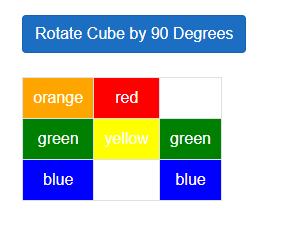 Rotate Cube by 90 Degrees
orange red
green yellow green
blue blue